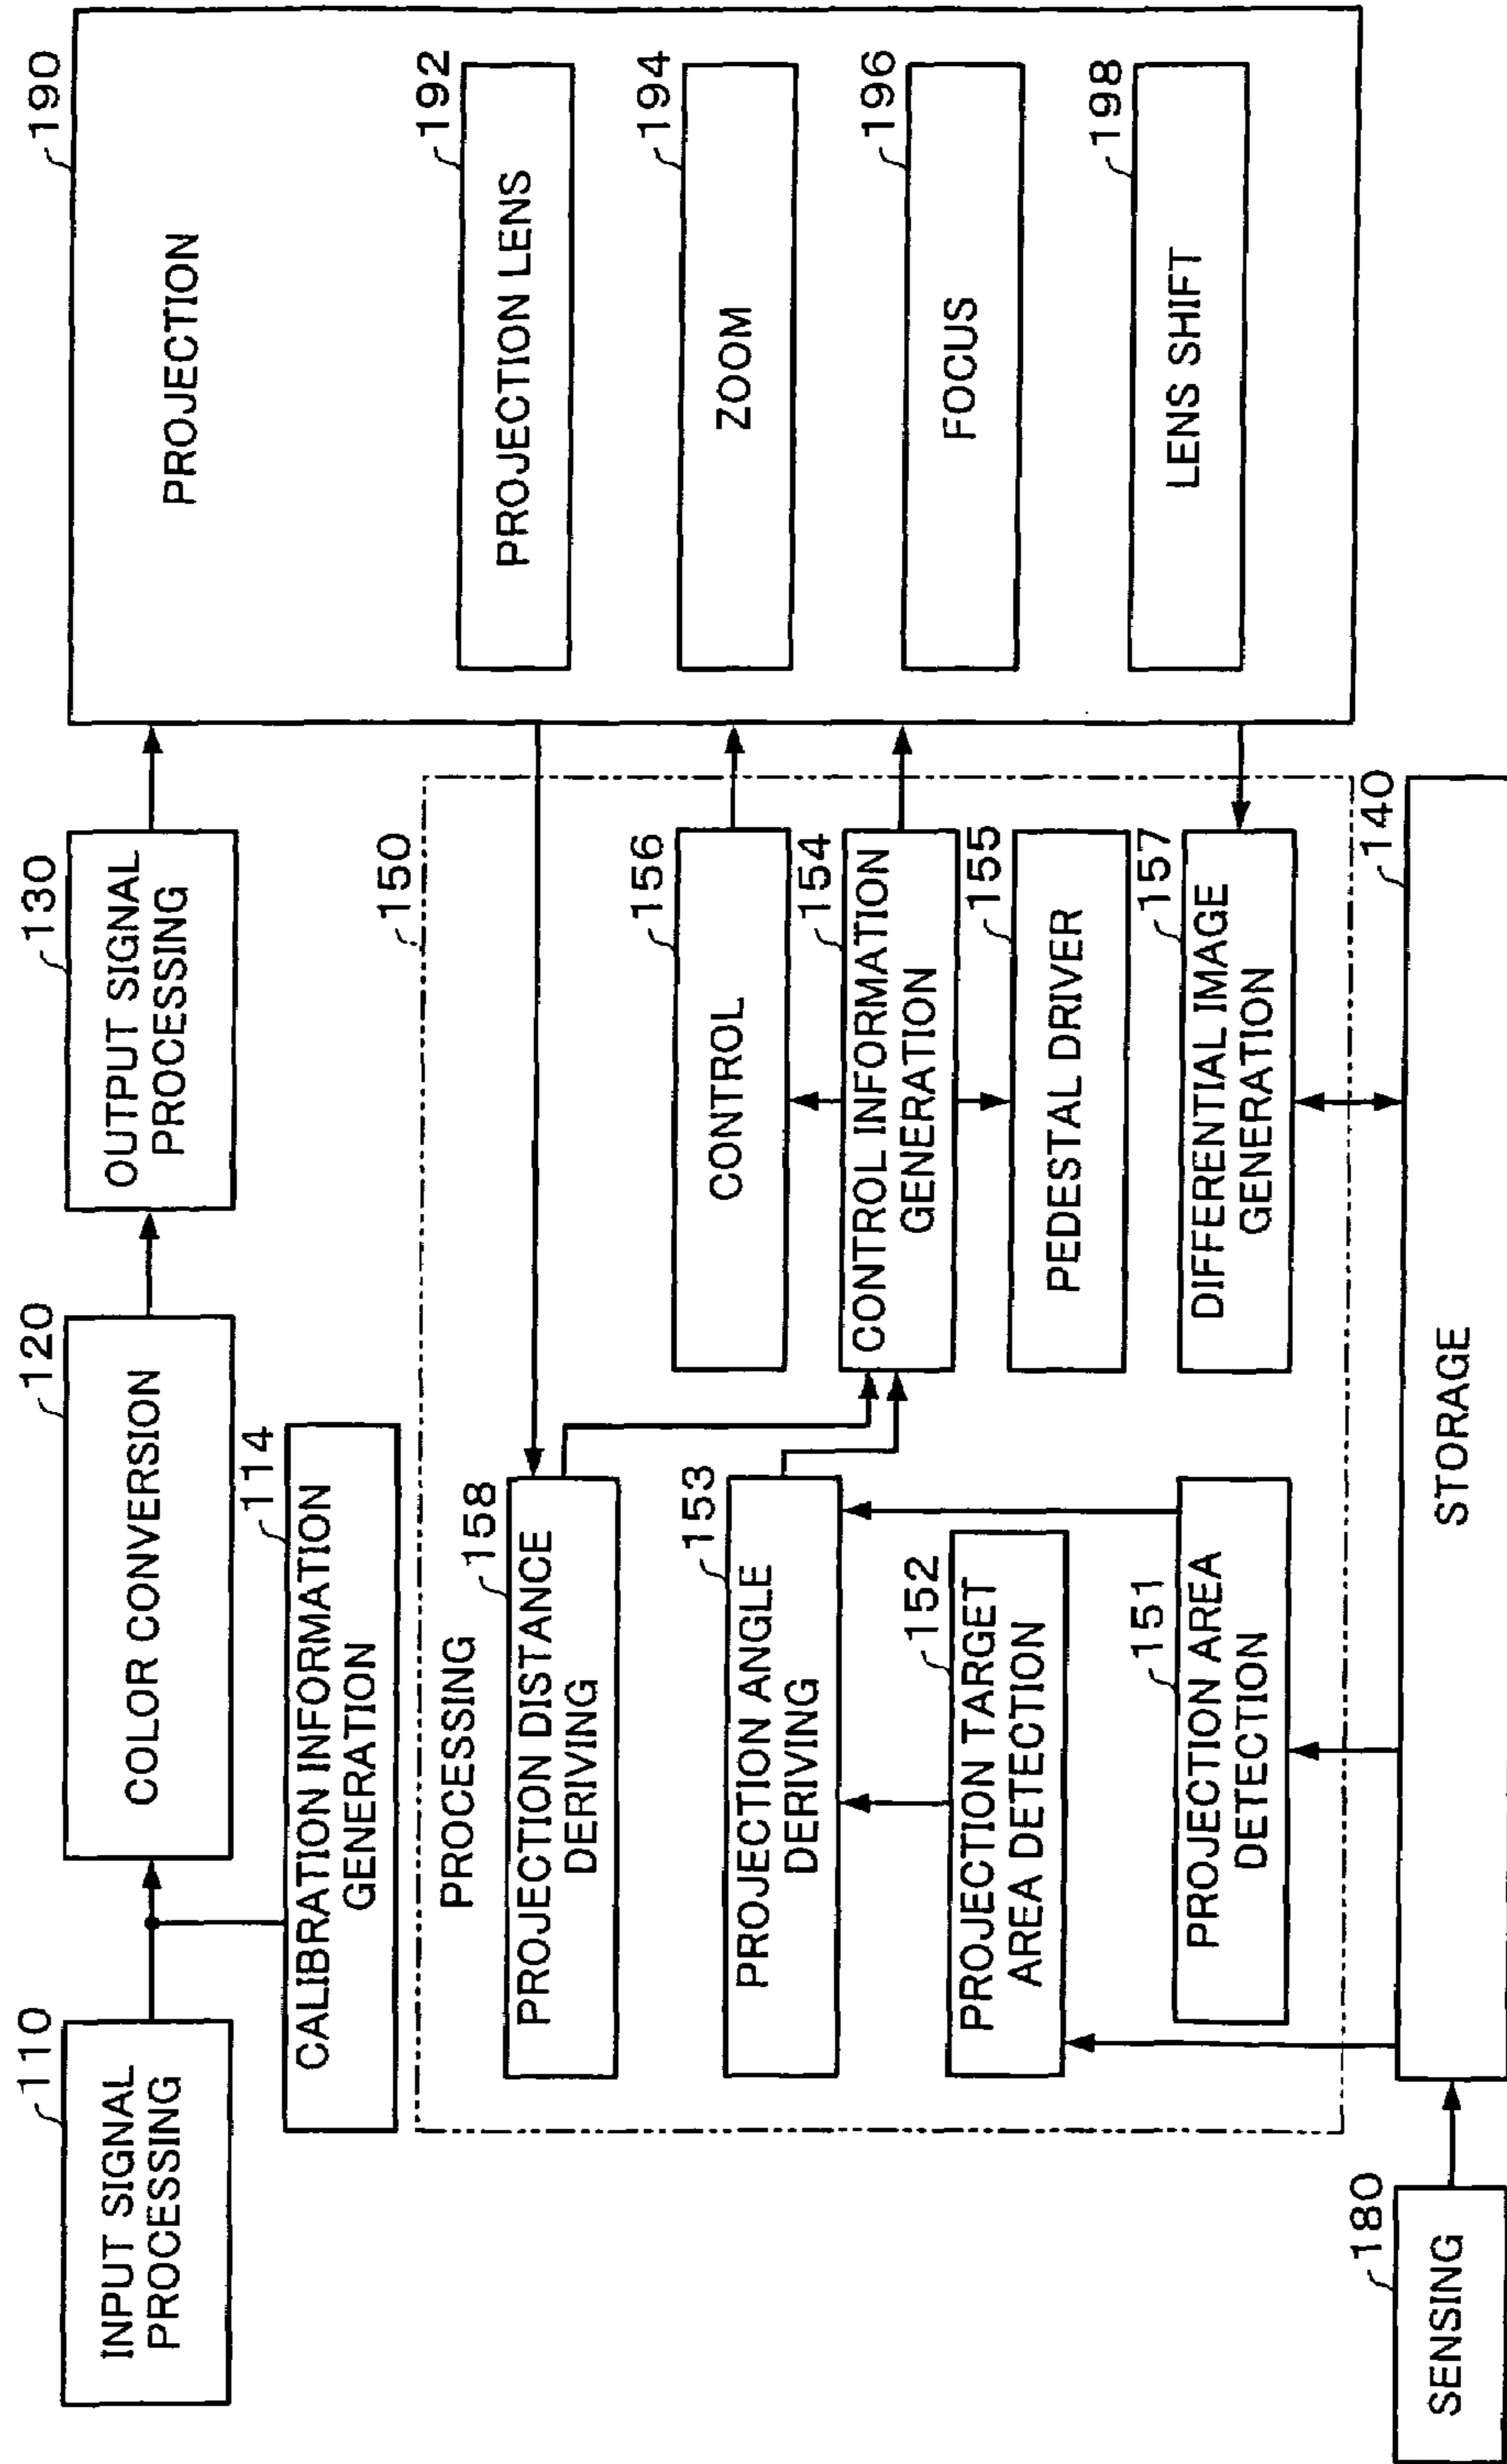 110
INPUT SIGNAL
PROCESSING
120
COLOR CONVERSION
130
OUTPUT SIGNAL
PROCESSING
190
PROJECTION
114
CALIBRATION INFORMATION
GENERATION
150
PROCESSING
158
PROJECTION DISTANCE
DERIVING
192
PROJECTION LENS
156
CONTROL
194
ZOOM
153
PROJECTION ANGLE
DERIVING
154
CONTROL INFORMATION
GENERATION
196
FOCUS
152
PROJECTION TARGET
AREA DETECTION
155
PEDESTAL DRIVER
198
LENS SHIFT
151
PROJECTION AREA
DETECTION
157
DIFFERENTIAL IMAGE
GENERATION
180
SENSING
140
STORAGE